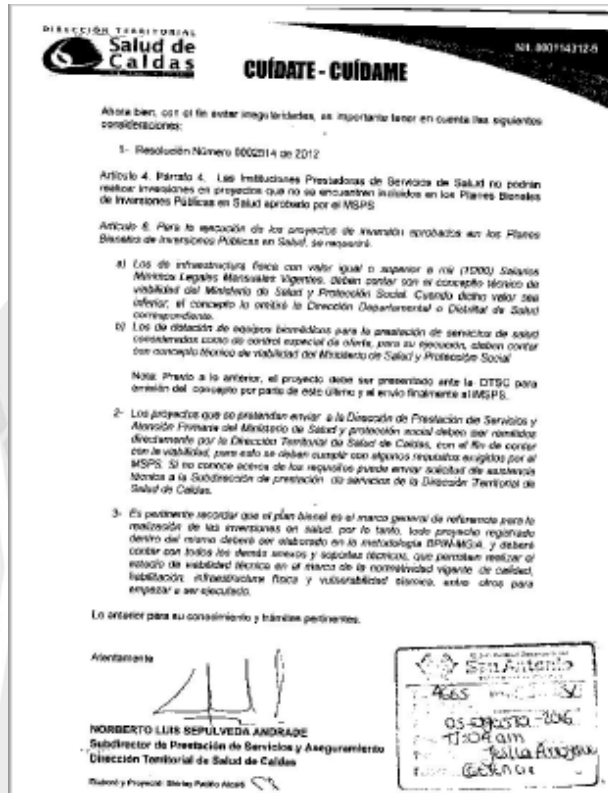 DIRECCIÓN TERRITORIAL
Salud de
Caldas
CUÍDATE - CUÍDAME
Nit. 890
Ahora bien, con el fin evitar irregularidades, es importante tener en cuenta las siguientes
consideraciones:
1- Resolución Número 0002514 de 2012
Artículo 4. Párrafo 4. Las Instituciones Prestadoras de Servicios de Salud no podrán
realizar inversiones en proyectos que no se encuentren incluidos en los Planes Bienales
de Inversiones Públicas en Salud aprobado por el MSPS.
Artículo 6. Para la ejecución de los proyectos de inversión aprobados en los Planes
Bienales de Inversiones Públicas en Salud, se requerirá.
a) Los de infraestructura física con valor igual o superior a mil (1000) Salarios
Mínimos Legales Mensuales Vigentes, deben contar con el concepto técnico de
viabilidad del Ministerio de Salud y Protección Social. Cuando dicho valor sea
inferior, el concepto lo emitirá la Dirección Departamental o Distrital de Salud
correspondiente.
b) Los de dotación de equipos biomédicos para la prestación de servicios de salud
considerados como de control especial de oferta, para su ejecución, deben contar
con concepto técnico de viabilidad del Ministerio de Salud y Protección Social
Nota: Previo a lo anterior, el proyecto debe ser presentado ante la DTSC para
emisión del concepto por parte de este último y el envío finalmente al MSPS.
2- Los proyectos que se pretendan enviar a la Dirección de Prestación de Servicios y
Atención Primaria del Ministerio de Salud y protección social deben ser remitidos
directamente por la Dirección Territorial de Salud de Caldas, con el fin de contar
con la viabilidad, para esto se deben cumplir con algunos requisitos exigidos por el
MSPS. Si no conoce acerca de los requisitos puede enviar solicitud de asistencia
técnica a la Subdirección de prestación de servicios de la Dirección Territorial de
Salud de Caldas.
3- Es pertinente recordar que el plan bienal es el marco general de referencia para la
realización de las inversiones en salud, por lo tanto, todo proyecto registrado
dentro del mismo deberá ser elaborado en la metodología BPIN-MGA, y deberá
contar con todos los demás anexos y soportes técnicos, que permitan realizar el
estudio de viabilidad técnica en el marco de la normatividad vigente de calidad,
habilitación, infraestructura física y vulnerabilidad sísmica, entre otros para
empezar a ser ejecutado.
Lo anterior para su conocimiento y trámites pertinentes.
Atentamente
NORBERTO LUIS SEPÚLVEDA ANDRADE
Subdirector de Prestación de Servicios y Aseguramiento
Dirección Territorial de Salud de Caldas
Elaboró y Proyectó: Shirley Patiño
San Antonio
4665
05-agosto-2016
11:04 am
Gerencia